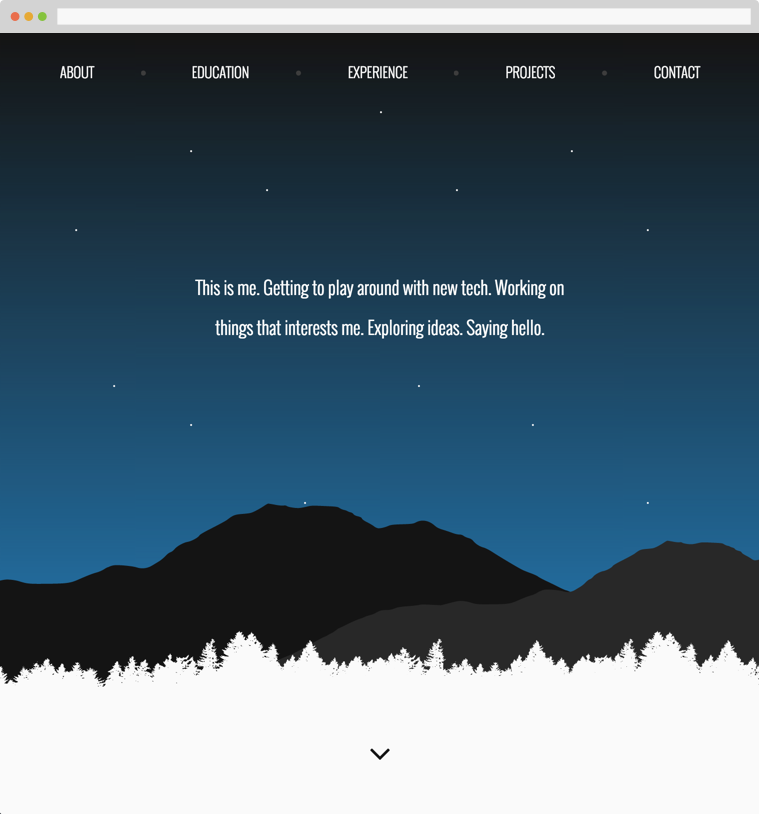 ABOUT EDUCATION EXPERIENCE PROJECTS CONTACT
This is me. Getting to play around with new tech. Working on
things that interests me. Exploring ideas. Saying hello.